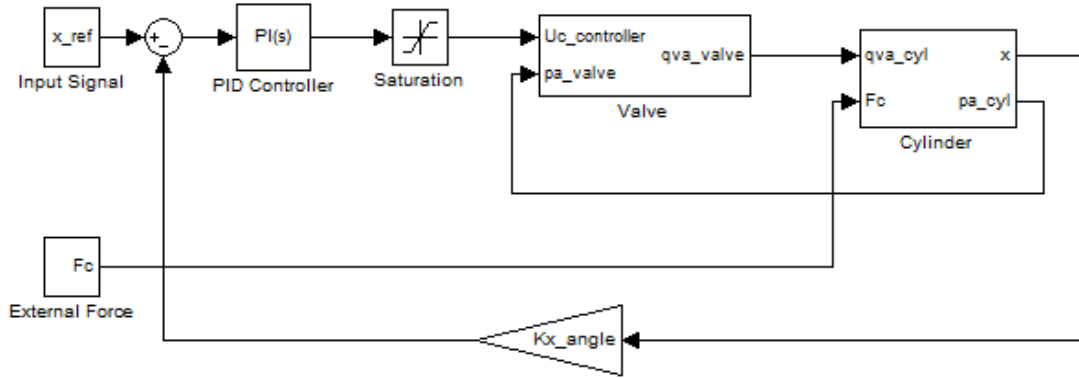 x_ref
Input Signal
+
−
PI(s)
PID Controller
Saturation
Uc_controller
pa_valve
qva_valve
Valve
qva_cyl
Fc
x
pa_cyl
Cylinder
Fc
External Force
Kx_angle